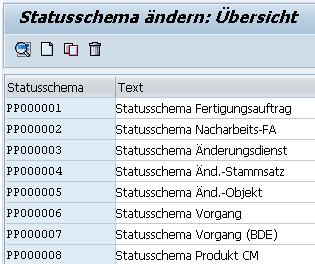 Statusschema ändern: Übersicht
Statusschema Text
PP000001 Statusschema Fertigungsauftrag
PP000002 Statusschema Nacharbeits-FA
PP000003 Statusschema Änderungsdienst
PP000004 Statusschema Änd.-Stammsatz
PP000005 Statusschema Änd.-Objekt
PP000006 Statusschema Vorgang
PP000007 Statusschema Vorgang (BDE)
PP000008 Statusschema Produkt CM